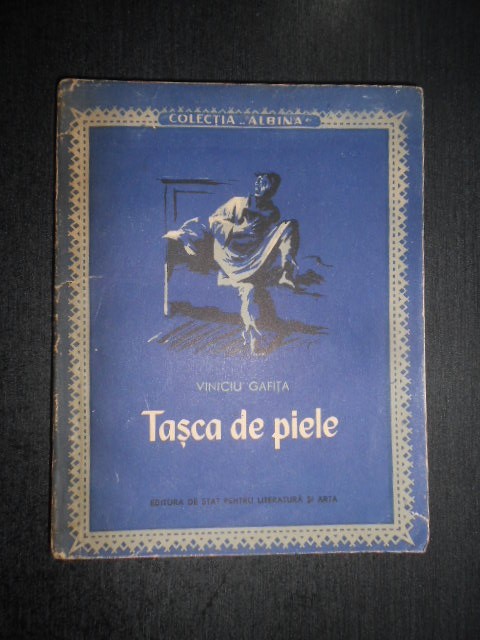 COLECȚIA „ALBINA"
VINICIU GAFIȚA
Tașca de piele
EDITURA DE STAT PENTRU LITERATURĂ ȘI ARTĂ